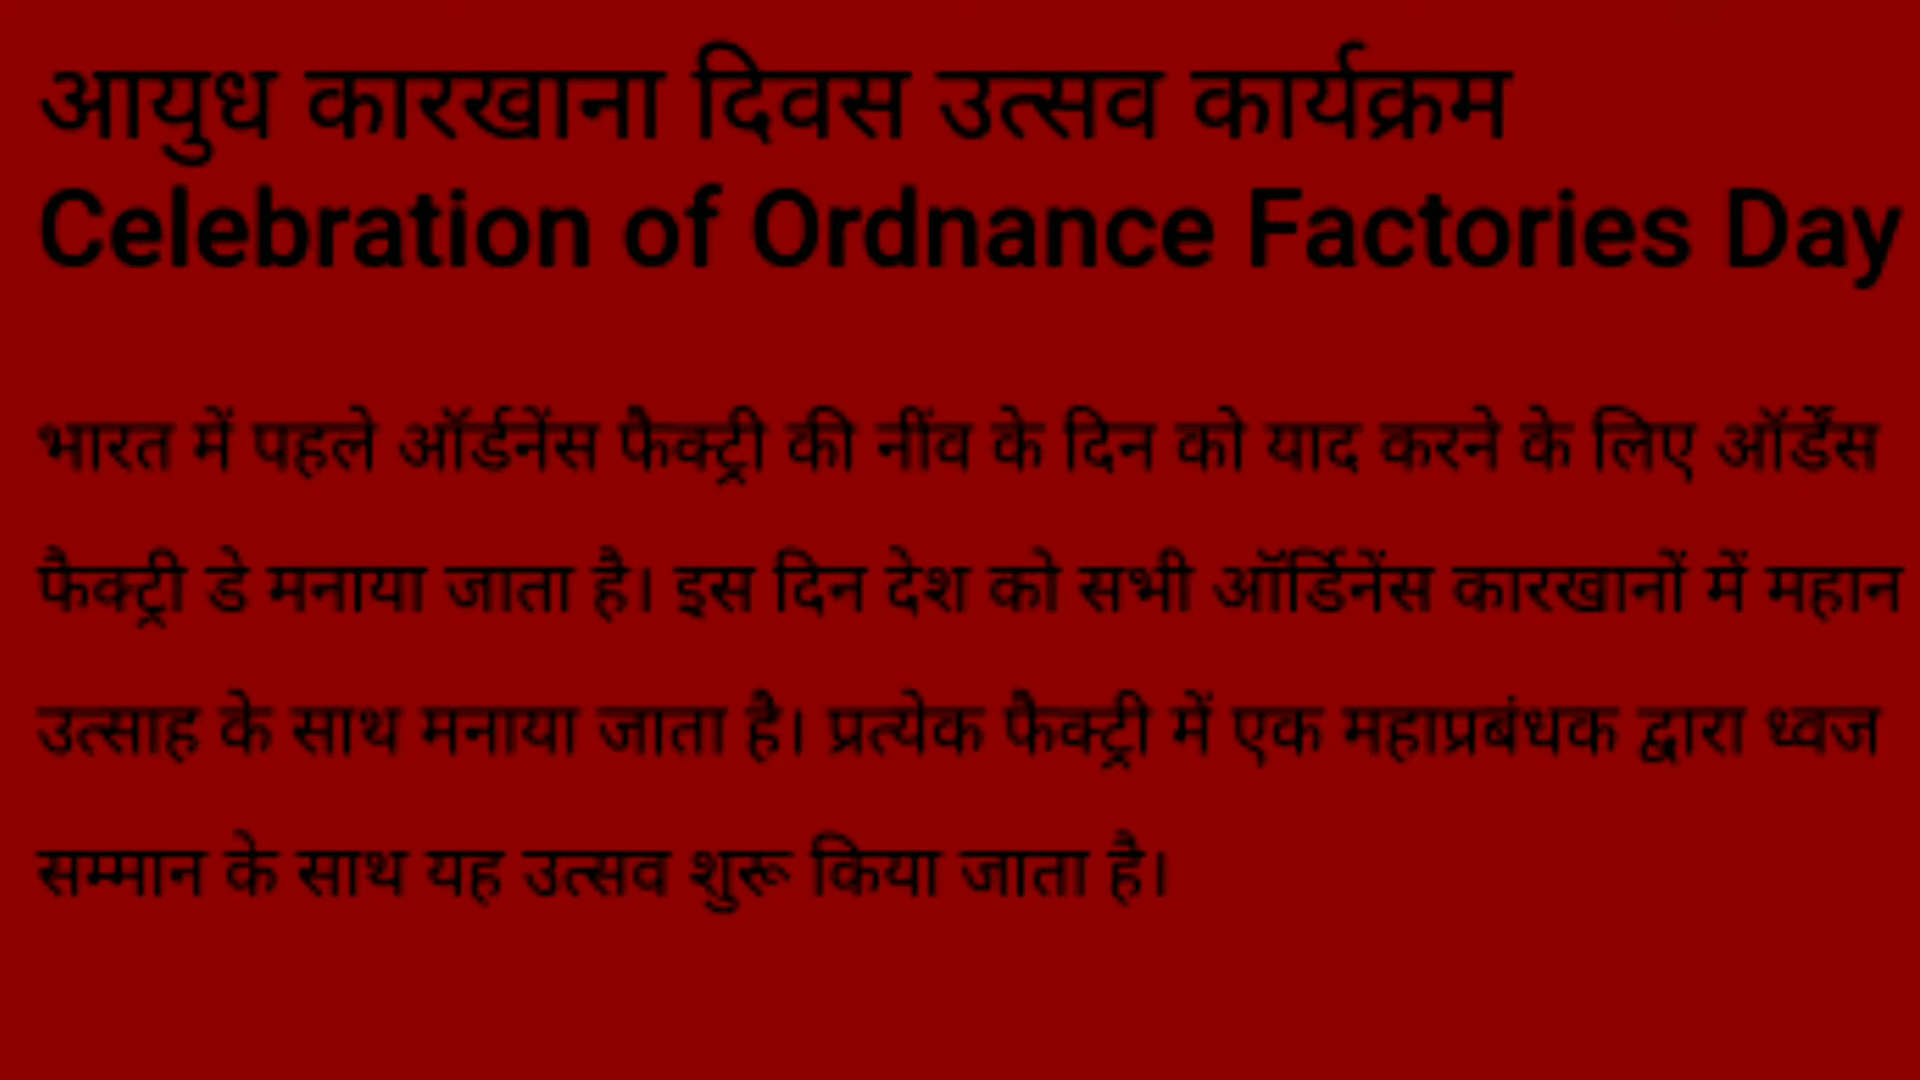 आयुध कारखाना दिवस उत्सव कार्यक्रम
Celebration of Ordnance Factories Day
भारत में पहले ऑर्डनेंस फैक्ट्री की नींव के दिन को याद करने के लिए ऑर्डेंस
फैक्ट्री डे मनाया जाता है। इस दिन देश को सभी ऑर्डिनेंस कारखानों में महान
उत्साह के साथ मनाया जाता है। प्रत्येक फैक्ट्री में एक महाप्रबंधक द्वारा ध्वज
सम्मान के साथ यह उत्सव शुरू किया जाता है।